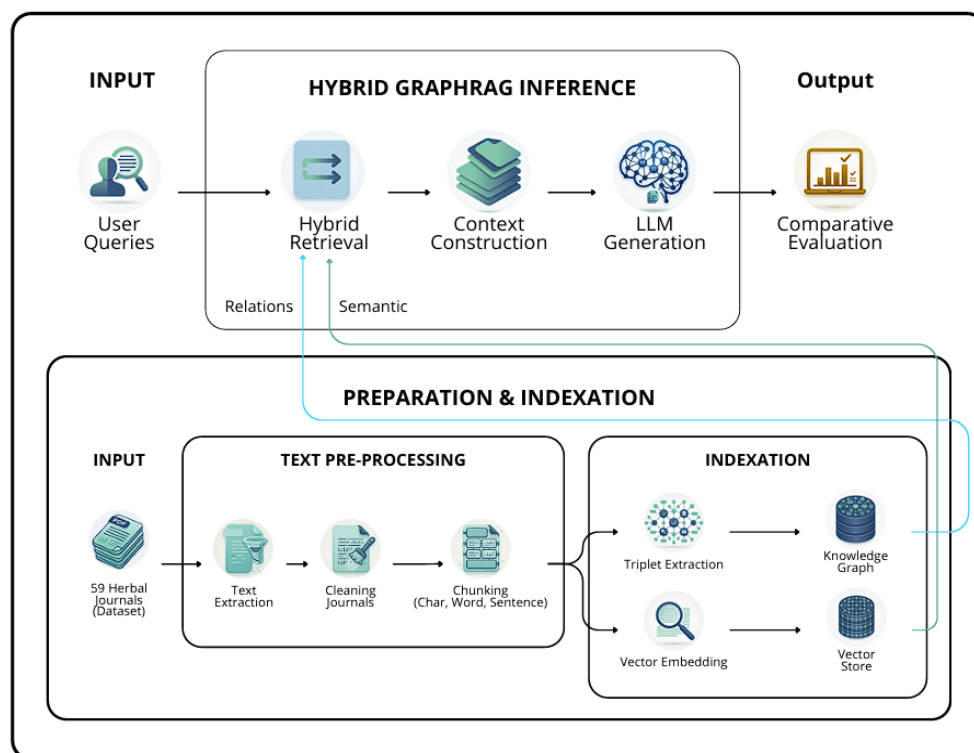 INPUT
HYBRID GRAPHRAG INFERENCE
Output
User
Queries
Hybrid
Retrieval
Context
Construction
LLM
Generation
Comparative
Evaluation
Relations
Semantic
PREPARATION & INDEXATION
INPUT
TEXT PRE-PROCESSING
INDEXATION
PDF
59 Herbal
Journals
(Dataset)
Text
Extraction
Cleaning
Journals
Chunking
(Char, Word, Sentence)
Triplet Extraction
Knowledge
Graph
Vector Embedding
Vector
Store